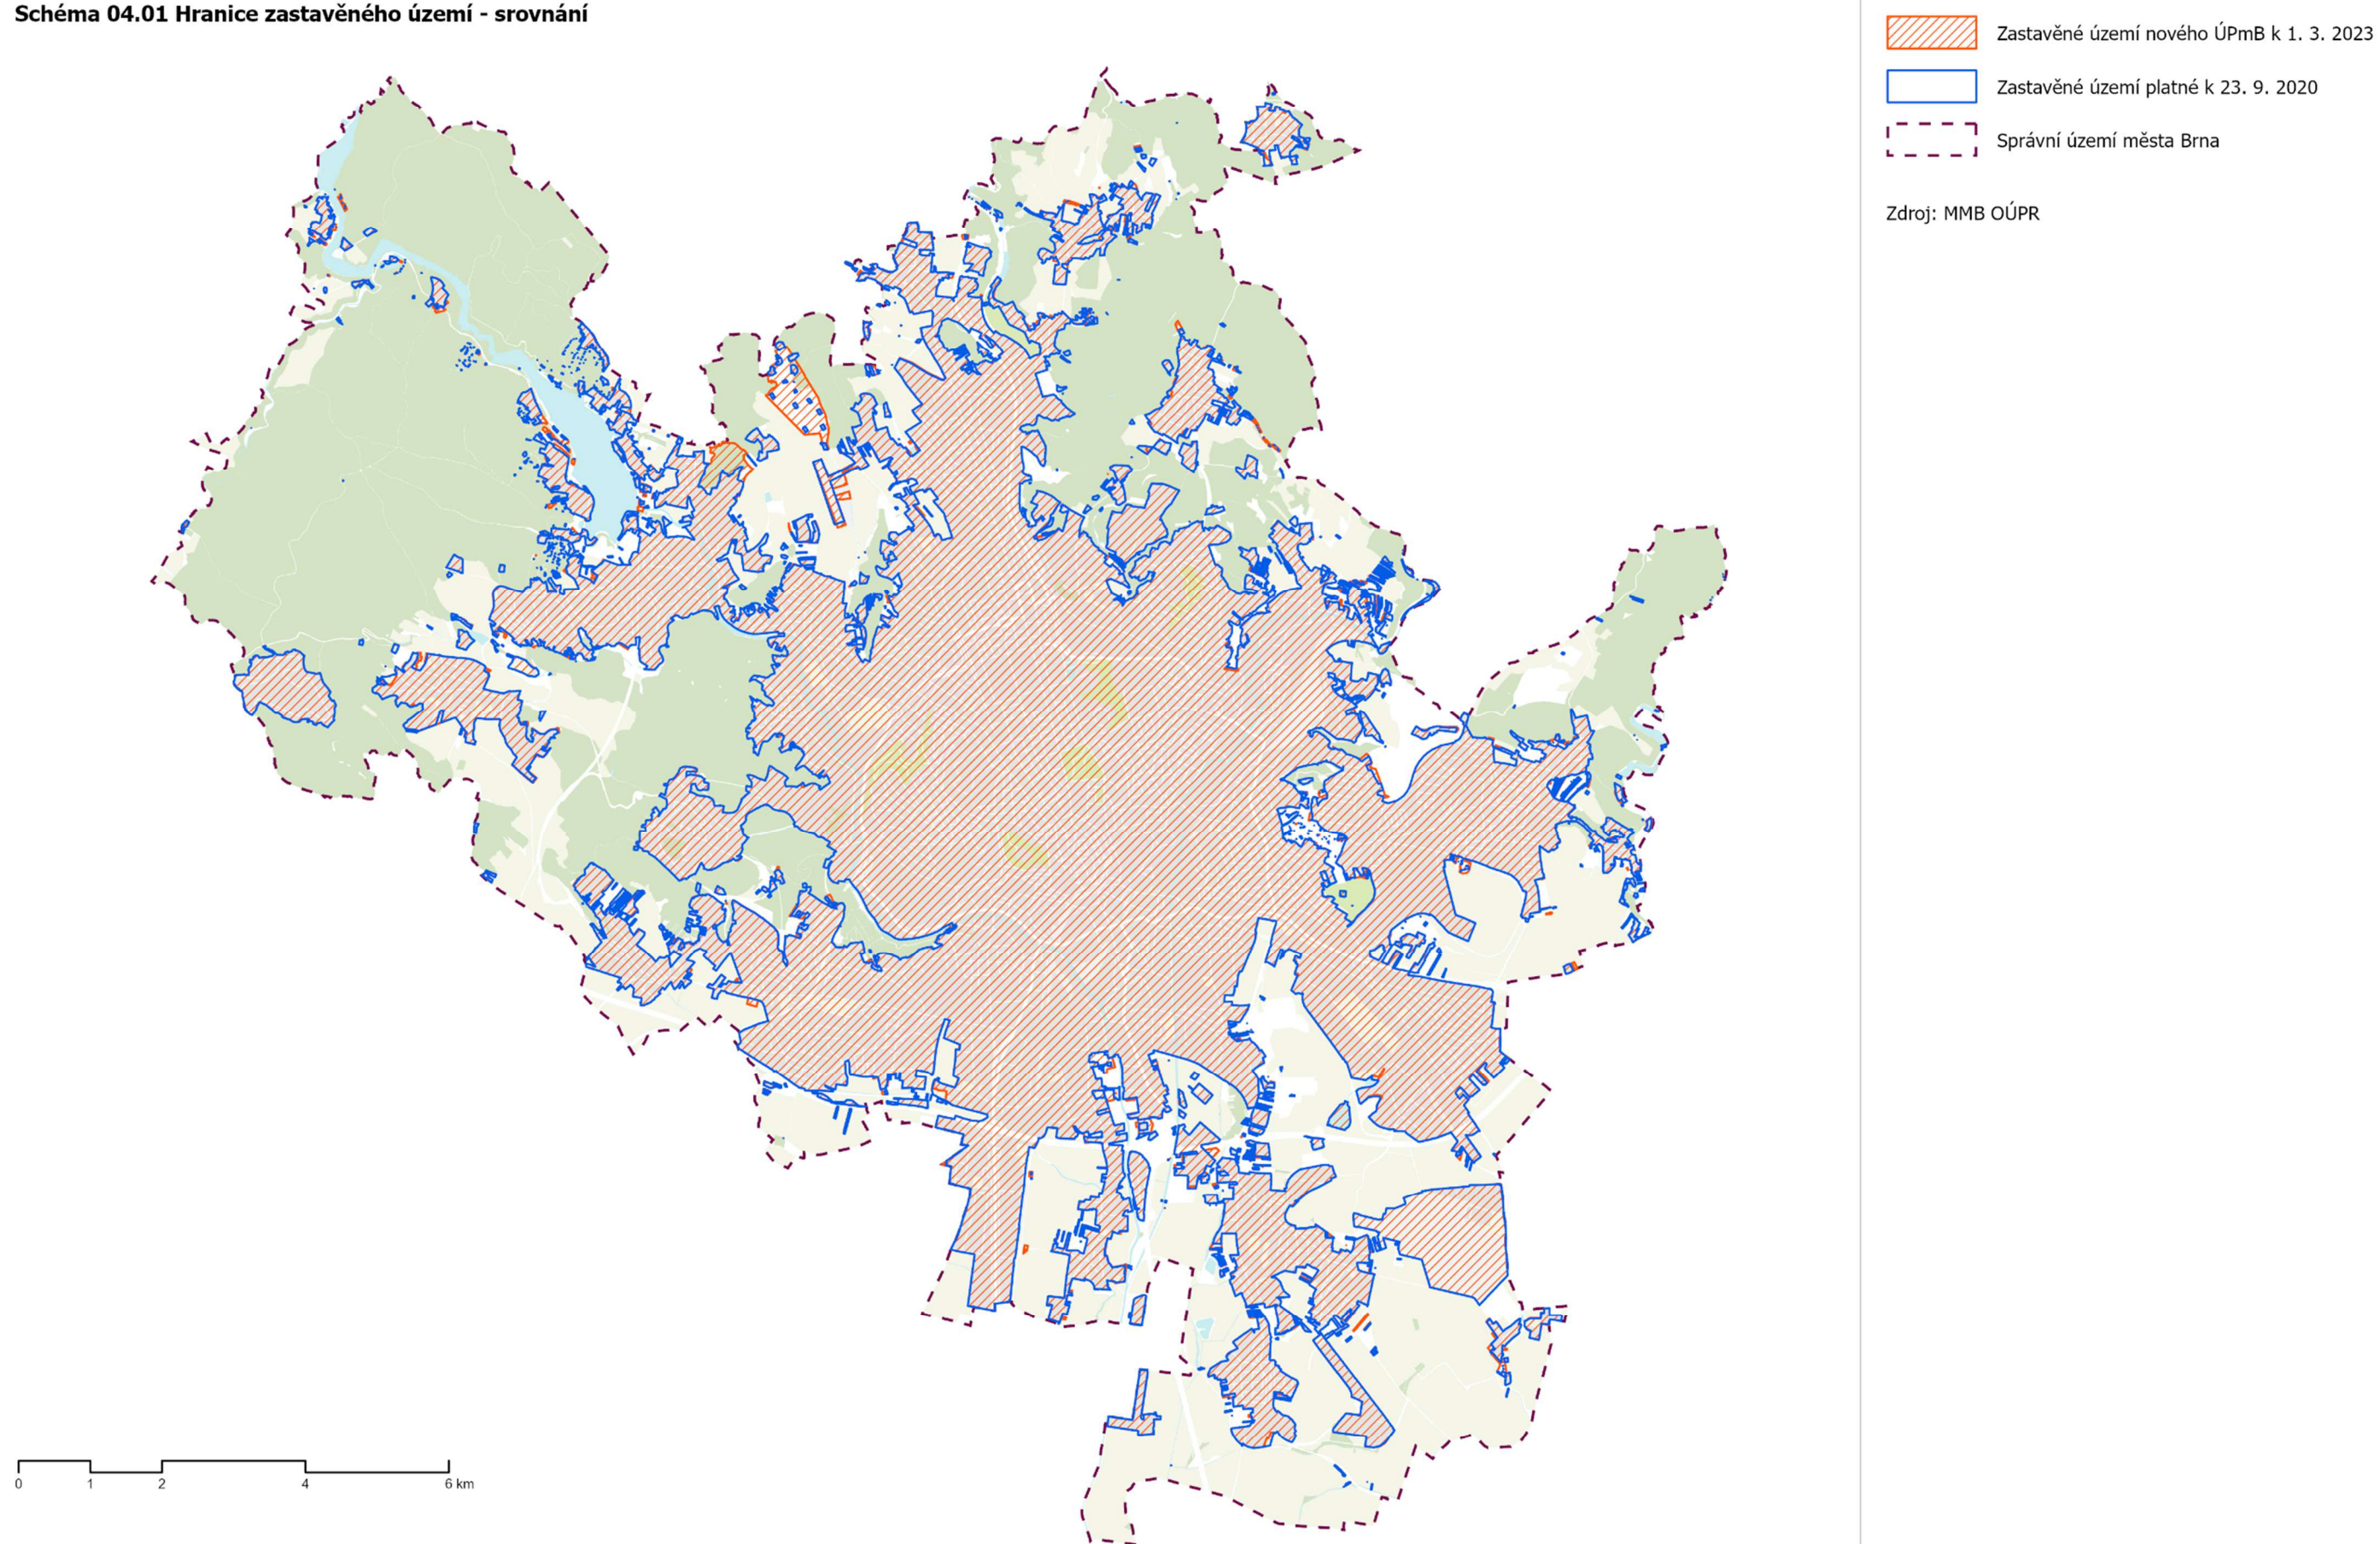 Schéma 04.01 Hranice zastavěného území - srovnání
Zastavěné území nového ÚPmB k 1. 3. 2023
Zastavěné území platné k 23. 9. 2020
Správní území města Brna
Zdroj: MMB OÚPR
0 1 2 4 6 km